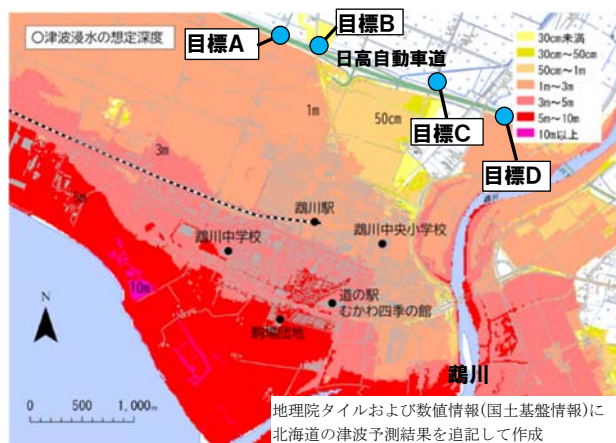 ○津波浸水の想定深度
目標A
目標B
日高自動車道
30cm未満
30cm〜50cm
50cm〜1m
1m〜3m
3m〜5m
5m〜10m
10m以上
目標C
目標D
1m
50cm
3m
5m
10m
鵡川駅
鵡川中学校
鵡川中央小学校
道の駅
むかわ四季の館
駒場団地
鵡川
N
0 500 1,000m
地理院タイルおよび数値情報(国土基盤情報)に
北海道の津波予測結果を追記して作成